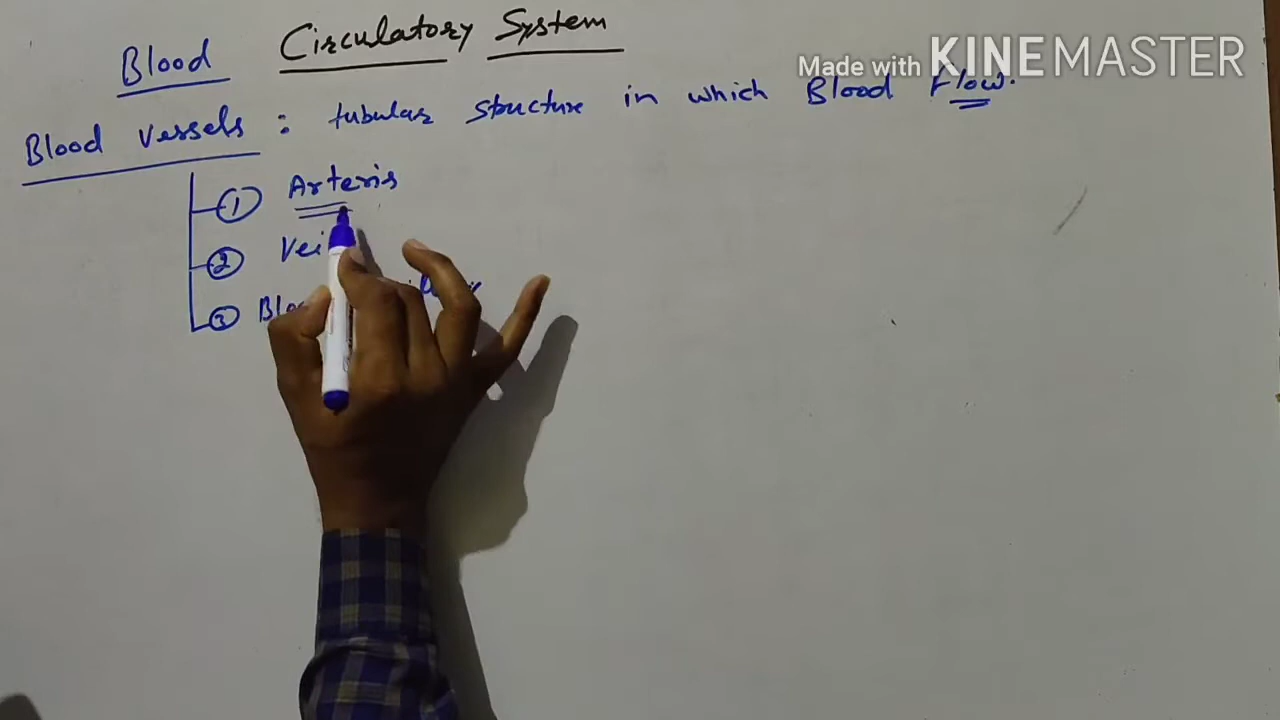 Blood Circulatory System
Made with KINEMASTER
Blood Vessels : tubular structure in which Blood Flow.
① Arteris
②
③